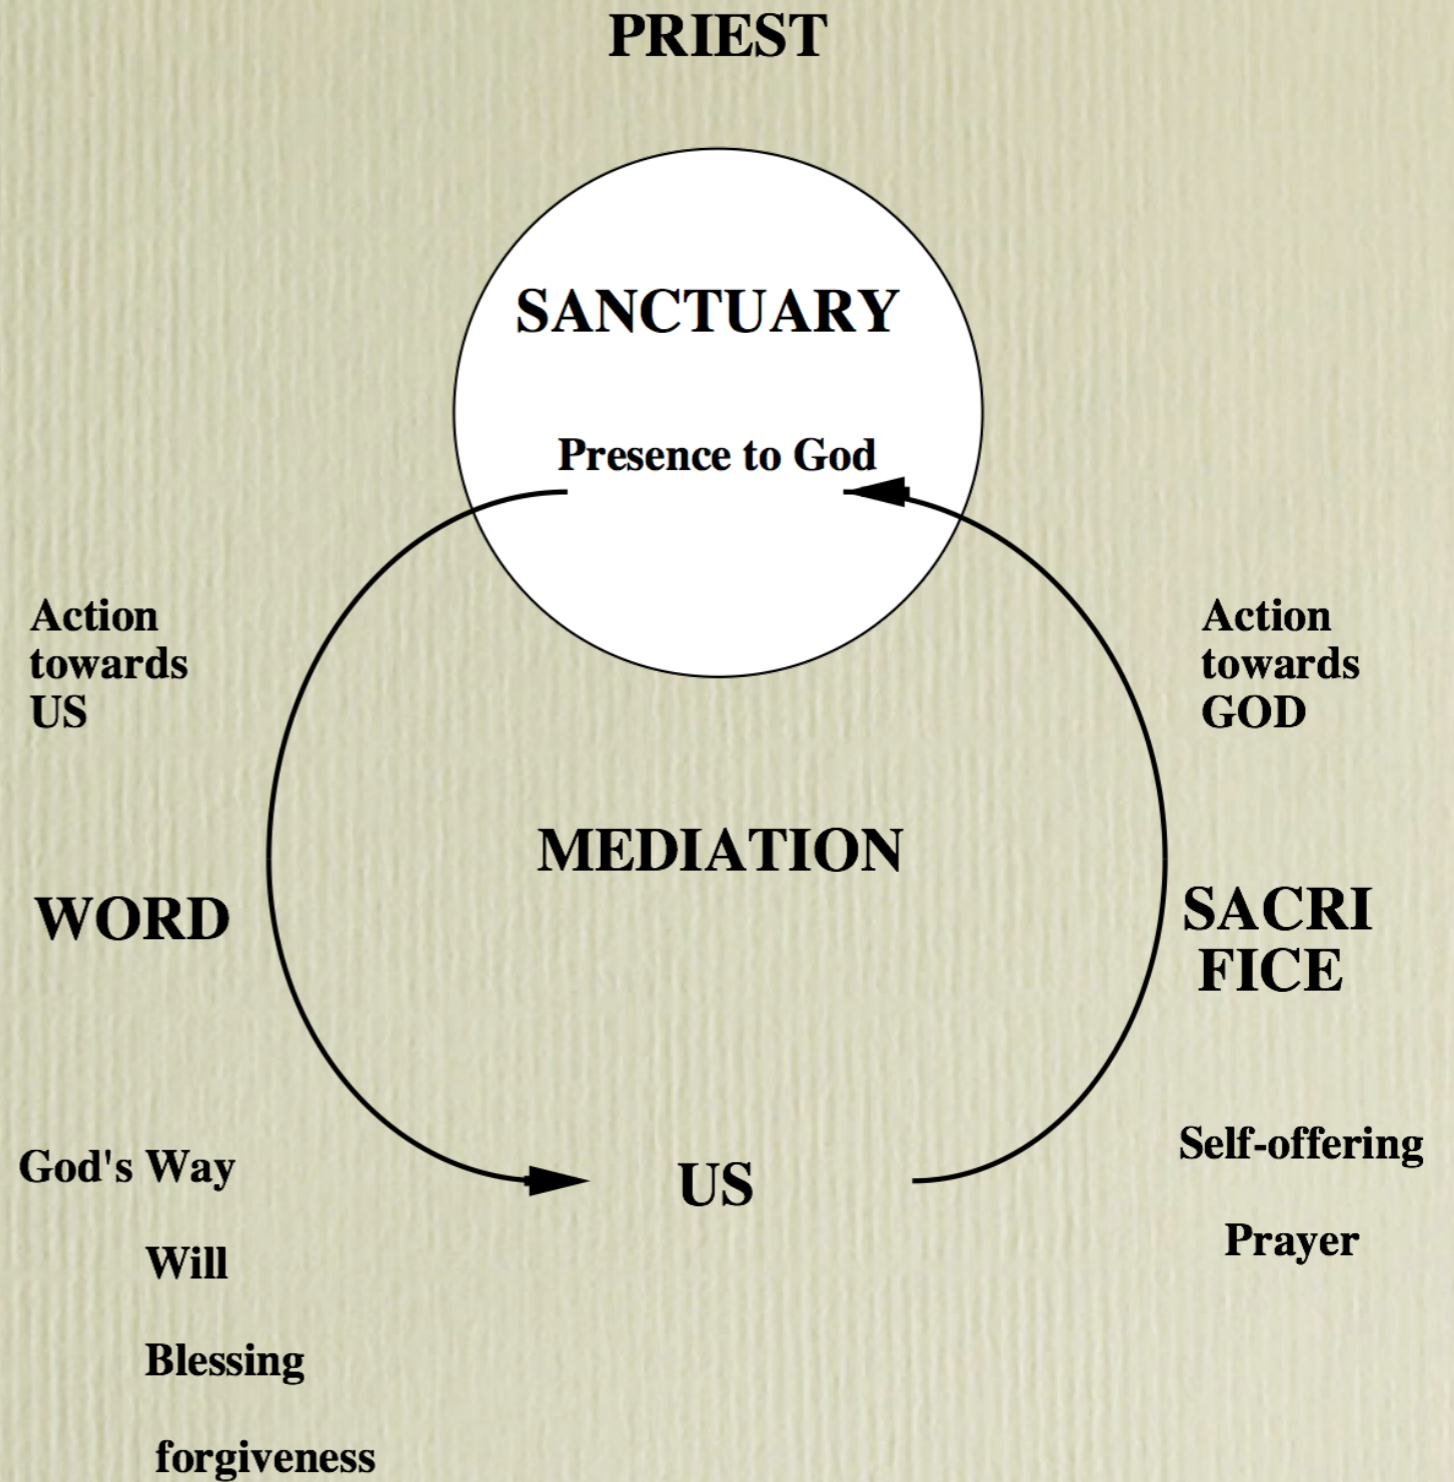 PRIEST
SANCTUARY
Presence to God
Action
towards
US
Action
towards
GOD
MEDIATION
WORD
SACRI
FICE
US
God's Way
Will
Blessing
forgiveness
Self-offering
Prayer